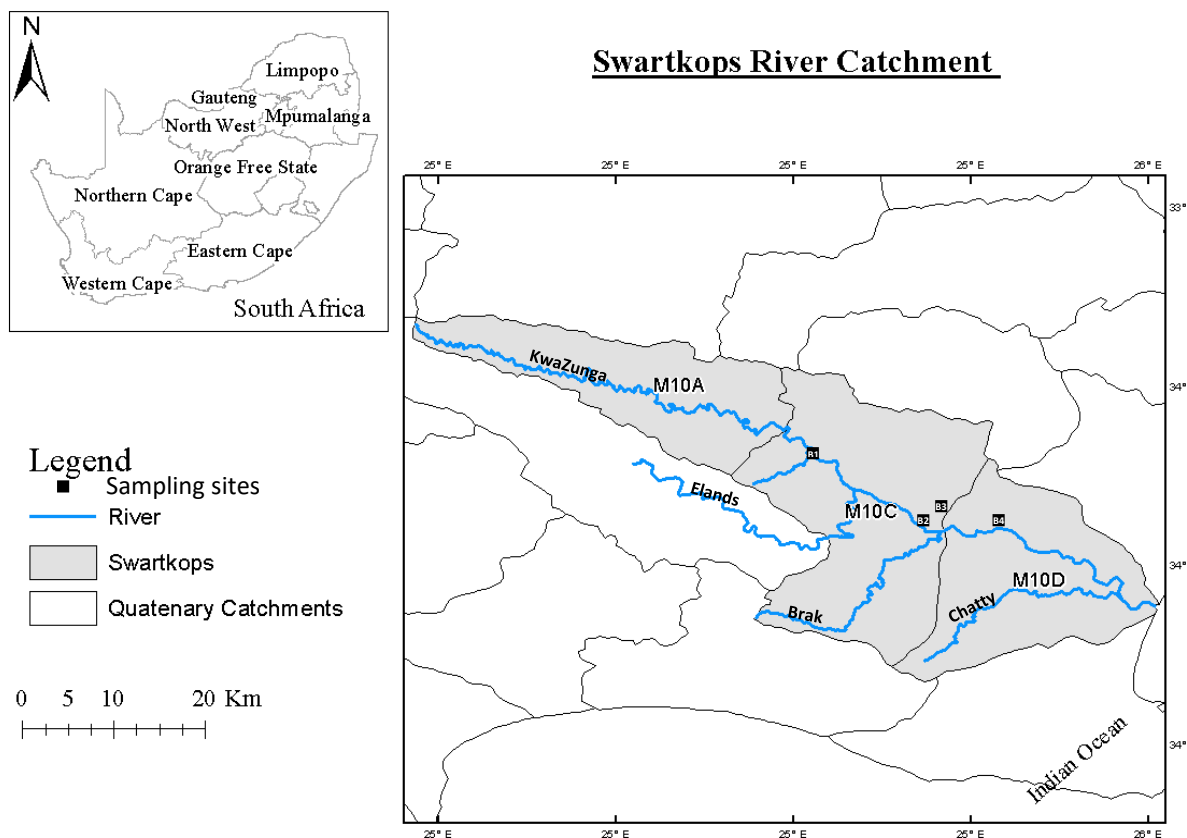 N
Limpopo
Gauteng
North West
Mpumalanga
Orange Free State
Northern Cape
Eastern Cape
Western Cape
South Africa
Swartkops River Catchment
25° E 25° E 25° E 25° E 26° E
33°
34°
34°
34°
KwaZunga
M10A
B1
Elands
M10C
B3
B2
B4
M10D
Chatty
Brak
Indian Ocean
25° E 25° E 25° E 25° E 26° E
Legend
Sampling sites
River
Swartkops
Quatenary Catchments
0 5 10 20 Km